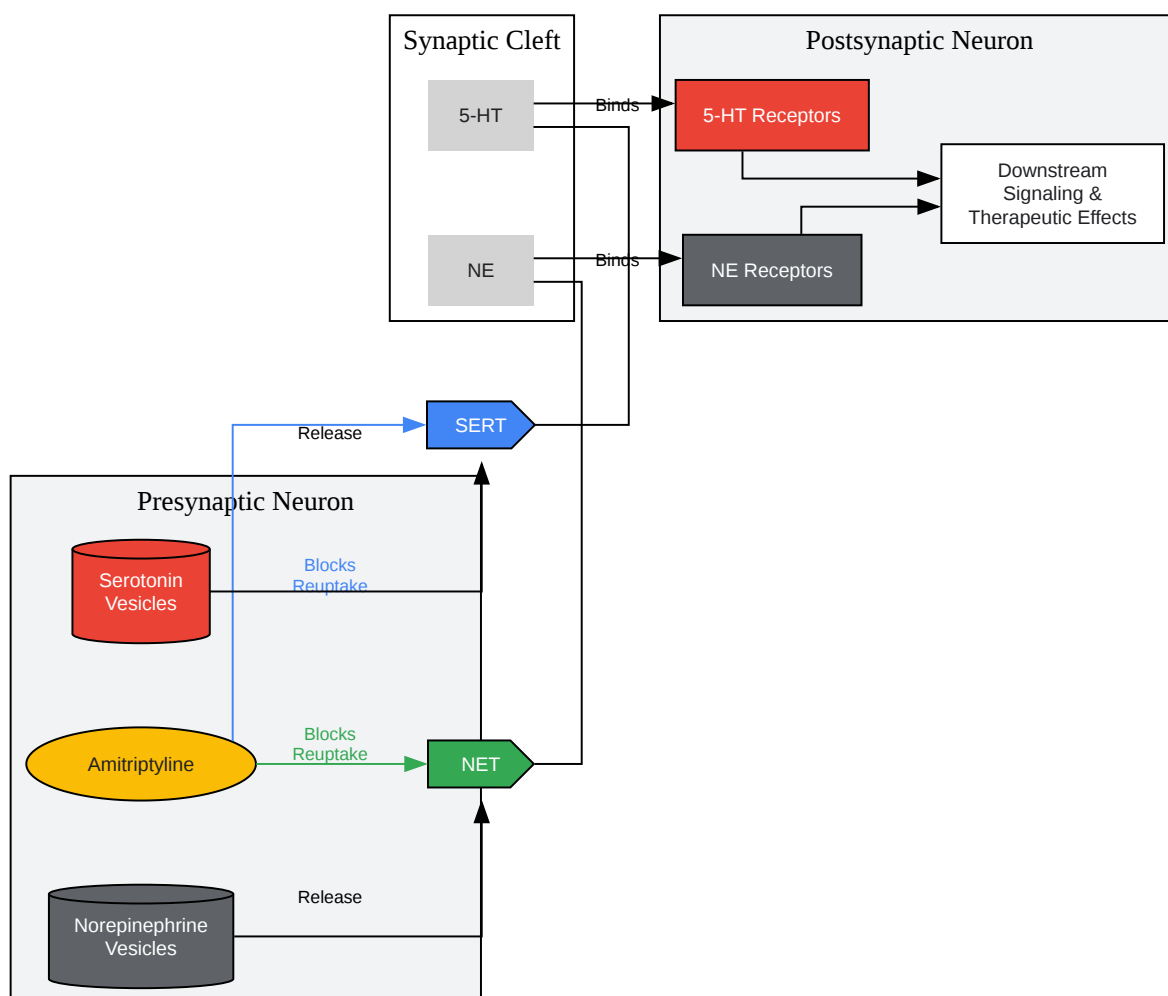 Synaptic Cleft
Postsynaptic Neuron
5-HT
Binds
5-HT Receptors
Downstream
Signaling &
Therapeutic Effects
NE
Binds
NE Receptors
SERT
Release
Presynaptic Neuron
Serotonin
Vesicles
Blocks
Reuptake
Amitriptyline
Blocks
Reuptake
NET
Release
Norepinephrine
Vesicles